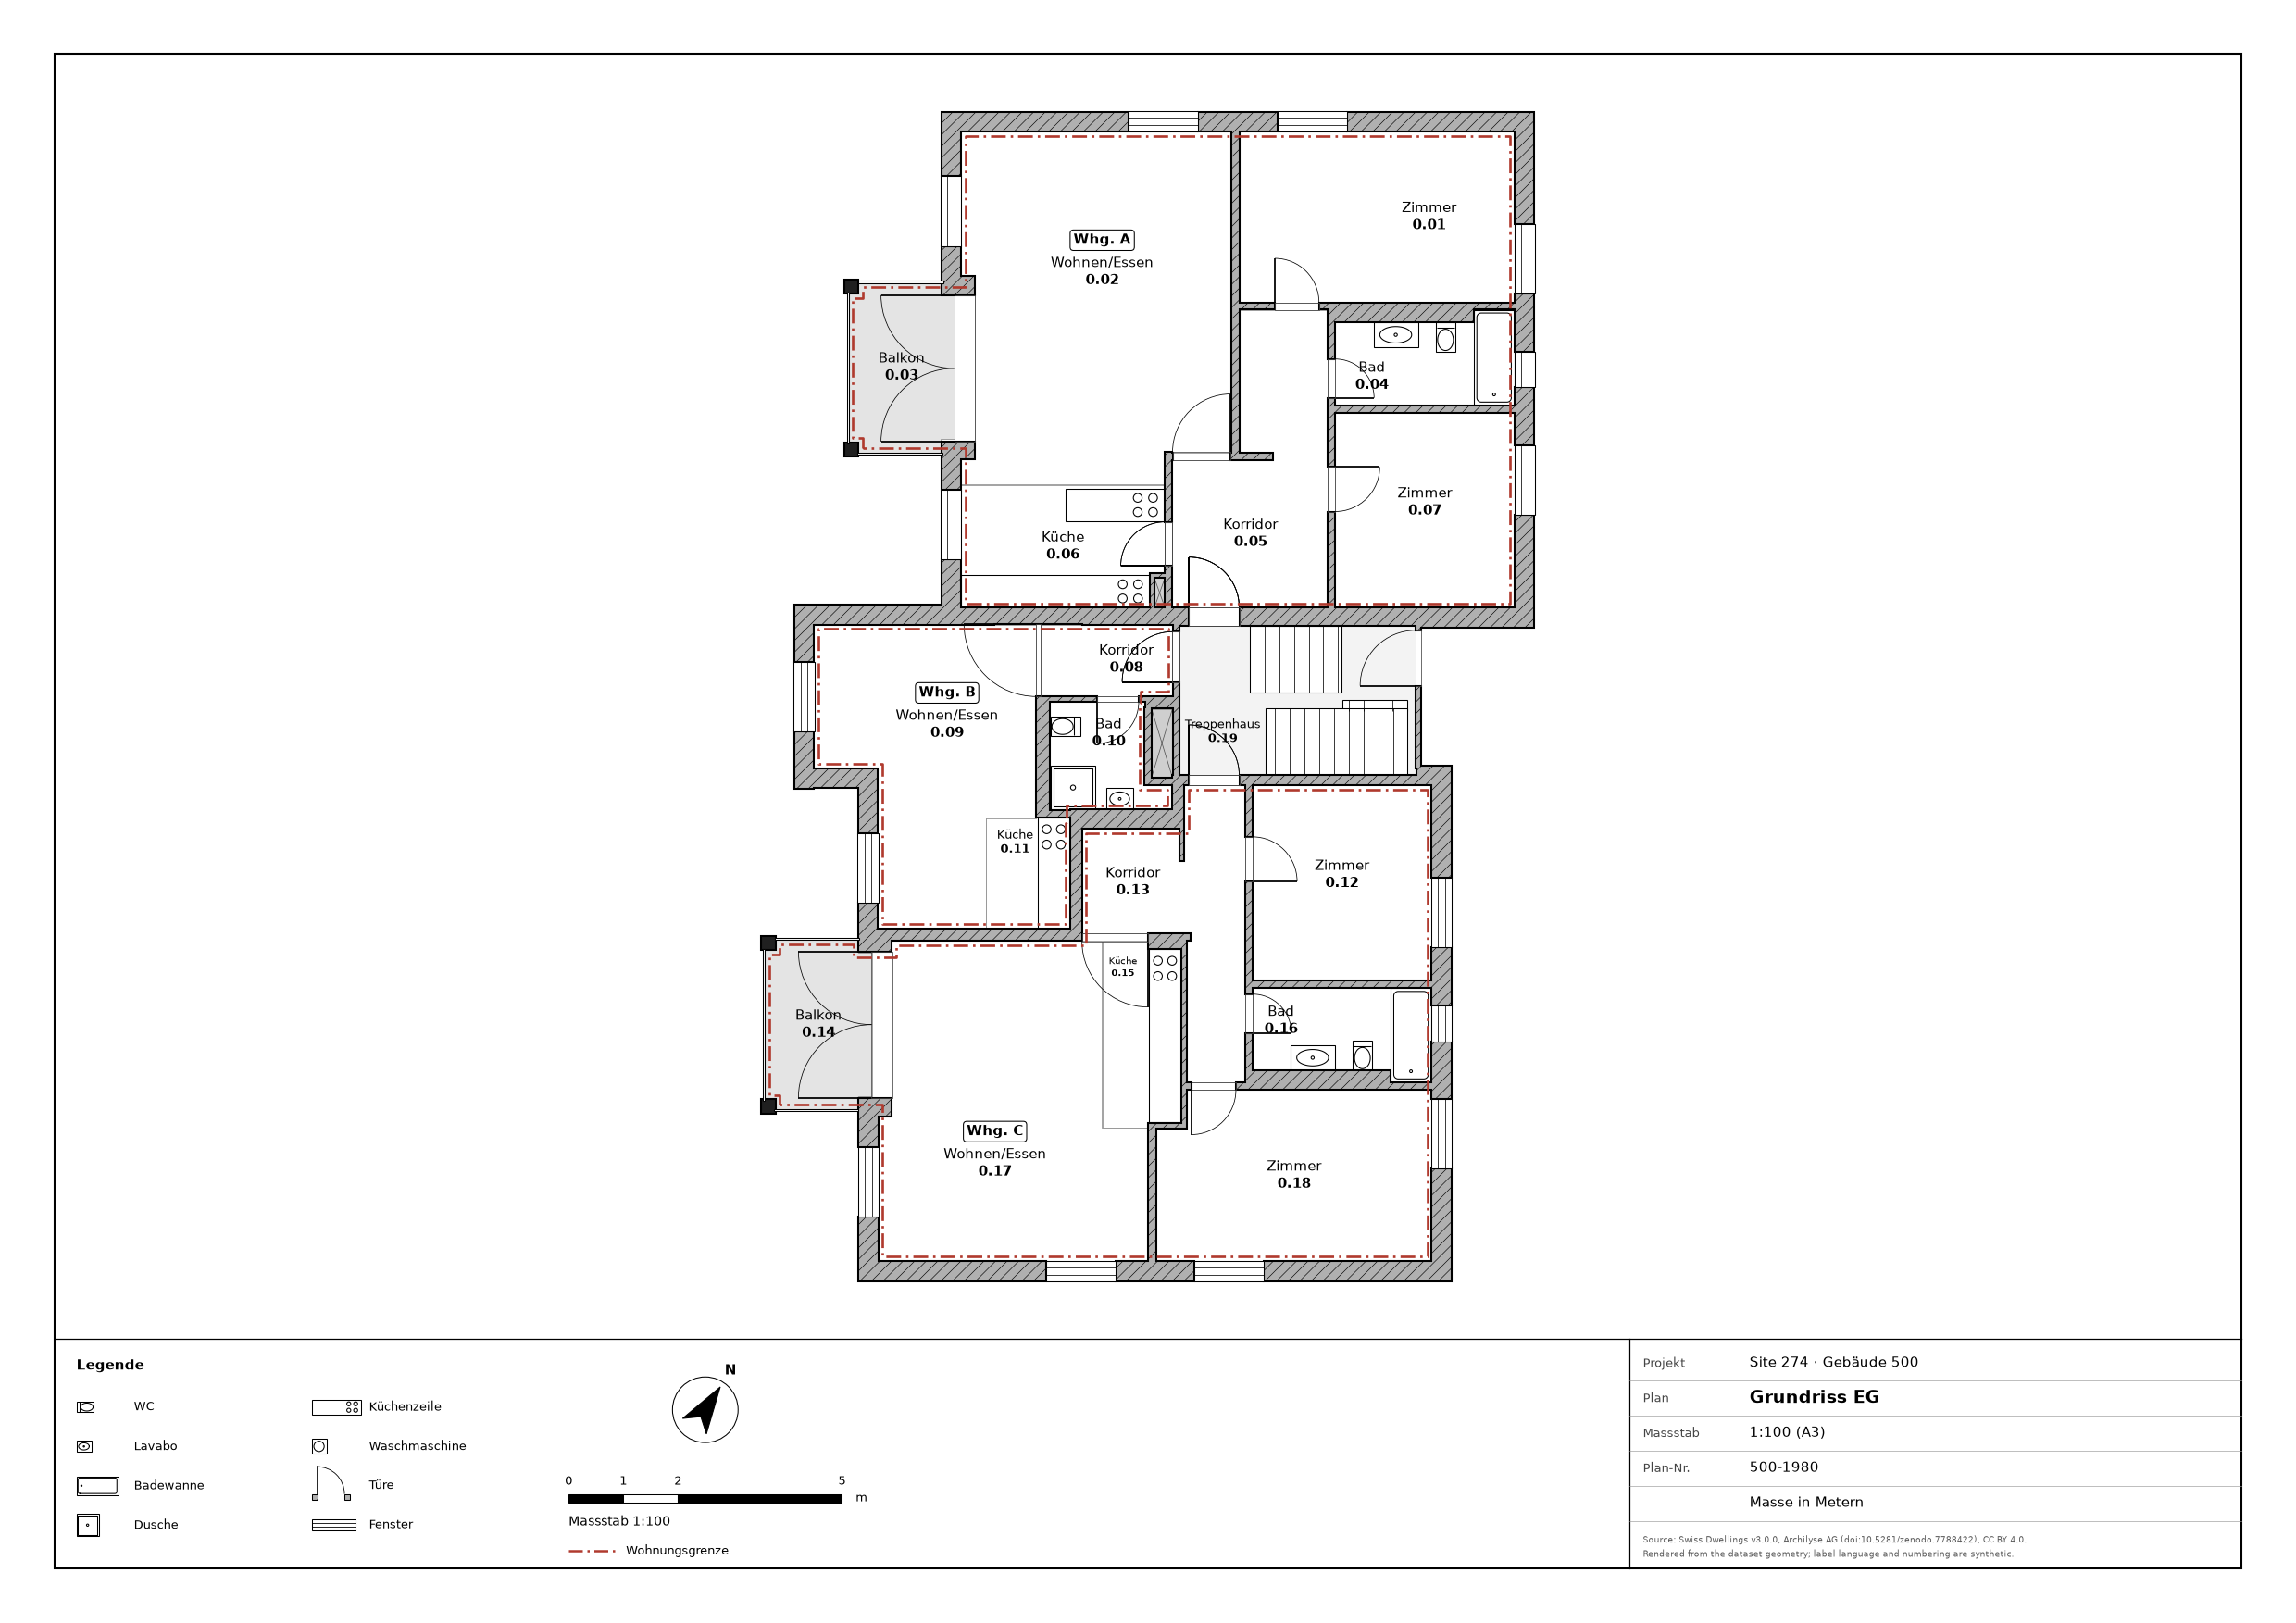 Zimmer
0.01
Whg. A
Wohnen/Essen
0.02
Balkon
0.03
Bad
0.04
Zimmer
0.07
Korridor
0.05
Küche
0.06
Korridor
0.08
Whg. B
Wohnen/Essen
0.09
Bad
0.10
Treppenhaus
0.19
Küche
0.11
Korridor
0.13
Zimmer
0.12
Küche
0.15
Balkon
0.14
Bad
0.16
Whg. C
Wohnen/Essen
0.17
Zimmer
0.18
Legende
WC
Lavabo
Badewanne
Dusche
Küchenzeile
Waschmaschine
Türe
Fenster
N
0 1 2 5 m
Massstab 1:100
Wohnungsgrenze
Projekt Site 274 · Gebäude 500
Plan Grundriss EG
Massstab 1:100 (A3)
Plan-Nr. 500-1980
Masse in Metern
Source: Swiss Dwellings v3.0.0, Archilyse AG (doi:10.5281/zenodo.7788422), CC BY 4.0.
Rendered from the dataset geometry; label language and numbering are synthetic.